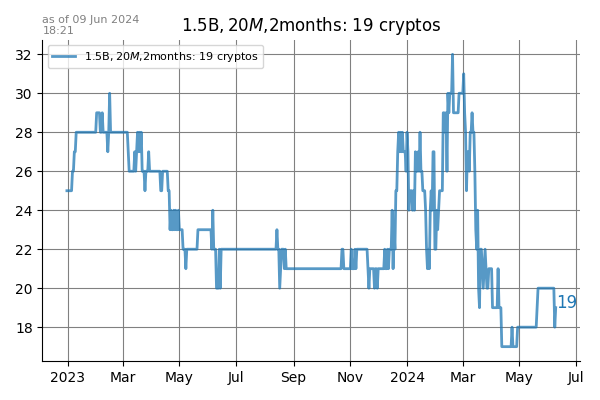 as of 09 Jun 2024
18:21
1.5B, 20M,2months: 19 cryptos
1.5B, 20M,2months: 19 cryptos
32
30
28
26
24
22
20
18
19
2023 Mar May Jul Sep Nov 2024 Mar May Jul